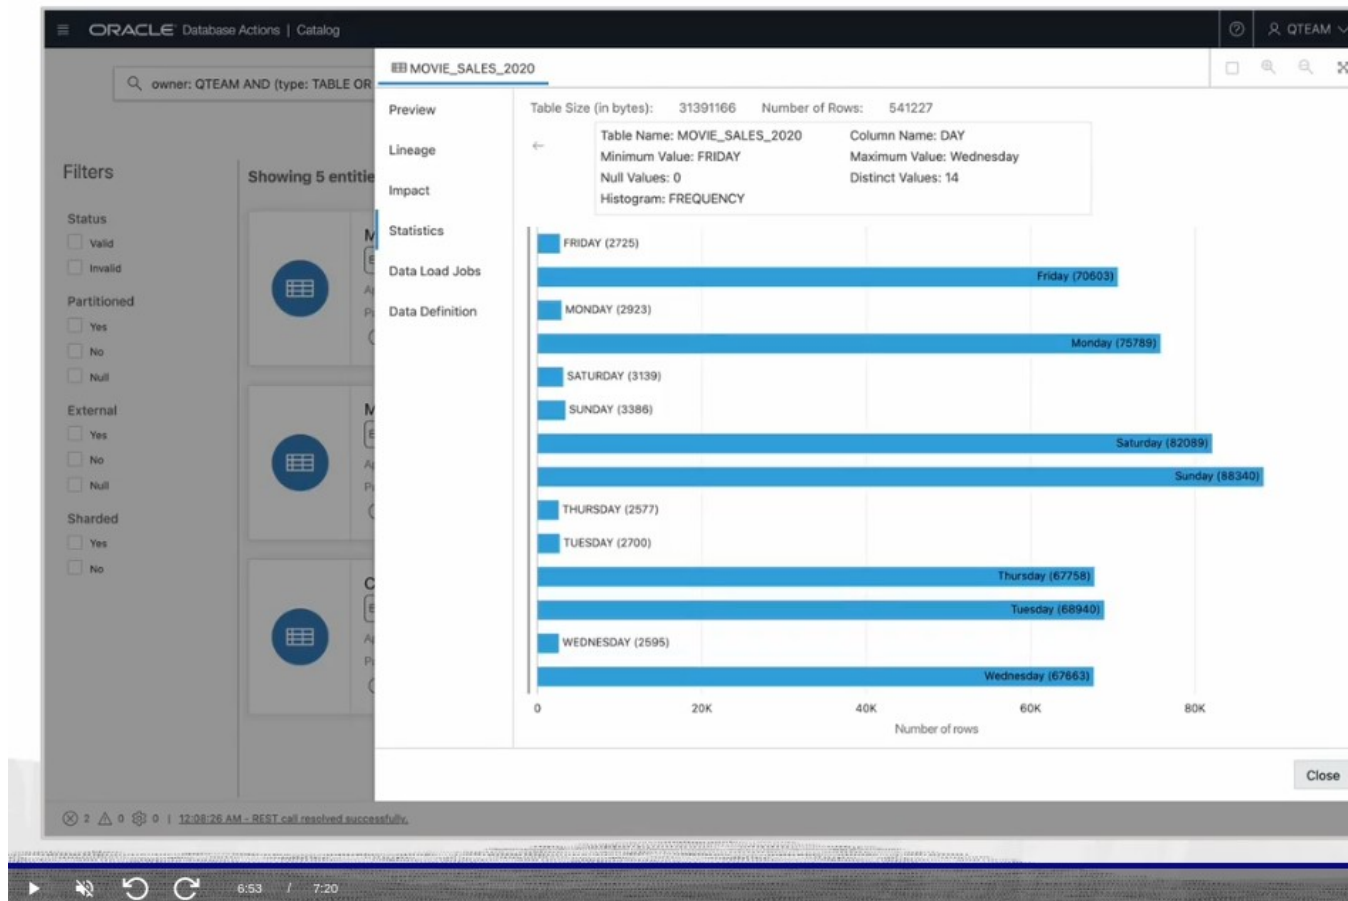 ORACLE Database Actions | Catalog
QTEAM
owner: QTEAM AND (type: TABLE OR
MOVIE_SALES_2020
Filters
Status
Valid
Invalid
Partitioned
Yes
No
Null
External
Yes
No
Null
Sharded
Yes
No
Showing 5 entitie
M
M
C
Preview
Lineage
Impact
Statistics
Data Load Jobs
Data Definition
Table Size (in bytes): 31391166 Number of Rows: 541227
Table Name: MOVIE_SALES_2020 Column Name: DAY
Minimum Value: FRIDAY Maximum Value: Wednesday
Null Values: 0 Distinct Values: 14
Histogram: FREQUENCY
FRIDAY (2725)
Friday (70603)
MONDAY (2923)
Monday (75789)
SATURDAY (3139)
SUNDAY (3386)
Saturday (82089)
Sunday (88340)
THURSDAY (2577)
TUESDAY (2700)
Thursday (67758)
Tuesday (68940)
WEDNESDAY (2595)
Wednesday (67663)
0 20K 40K 60K 80K
Number of rows
Close
2 0 0 | 12:08:26 AM - REST call resolved successfully.
6:53 / 7:20